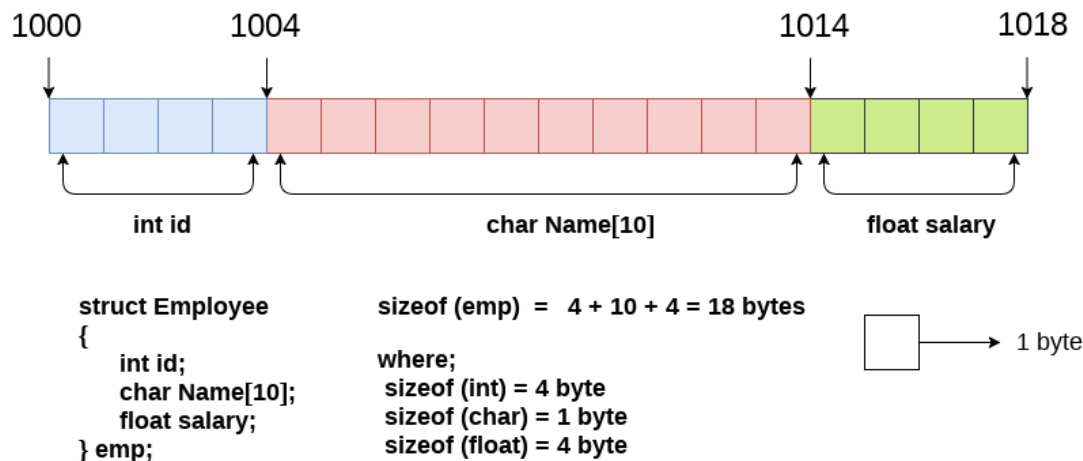 1000 1004 1014 1018
int id char Name[10] float salary
struct Employee sizeof (emp) = 4 + 10 + 4 = 18 bytes
{
int id; where;
char Name[10]; sizeof (int) = 4 byte
float salary; sizeof (char) = 1 byte
} emp; sizeof (float) = 4 byte
1 byte